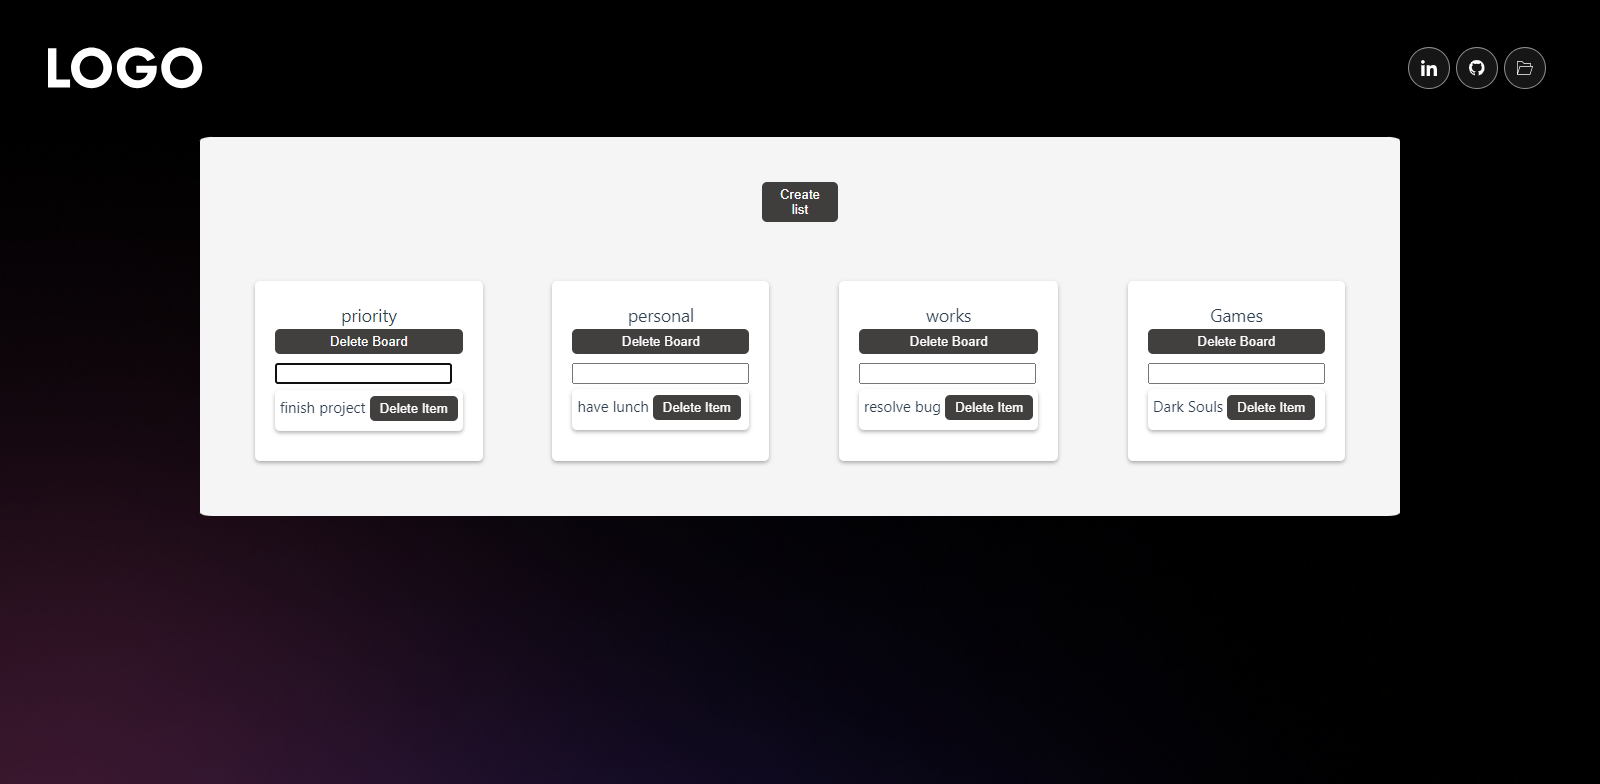 LOGO
in
Create
list
priority
Delete Board
finish project Delete Item
personal
Delete Board
have lunch Delete Item
works
Delete Board
resolve bug Delete Item
Games
Delete Board
Dark Souls Delete Item